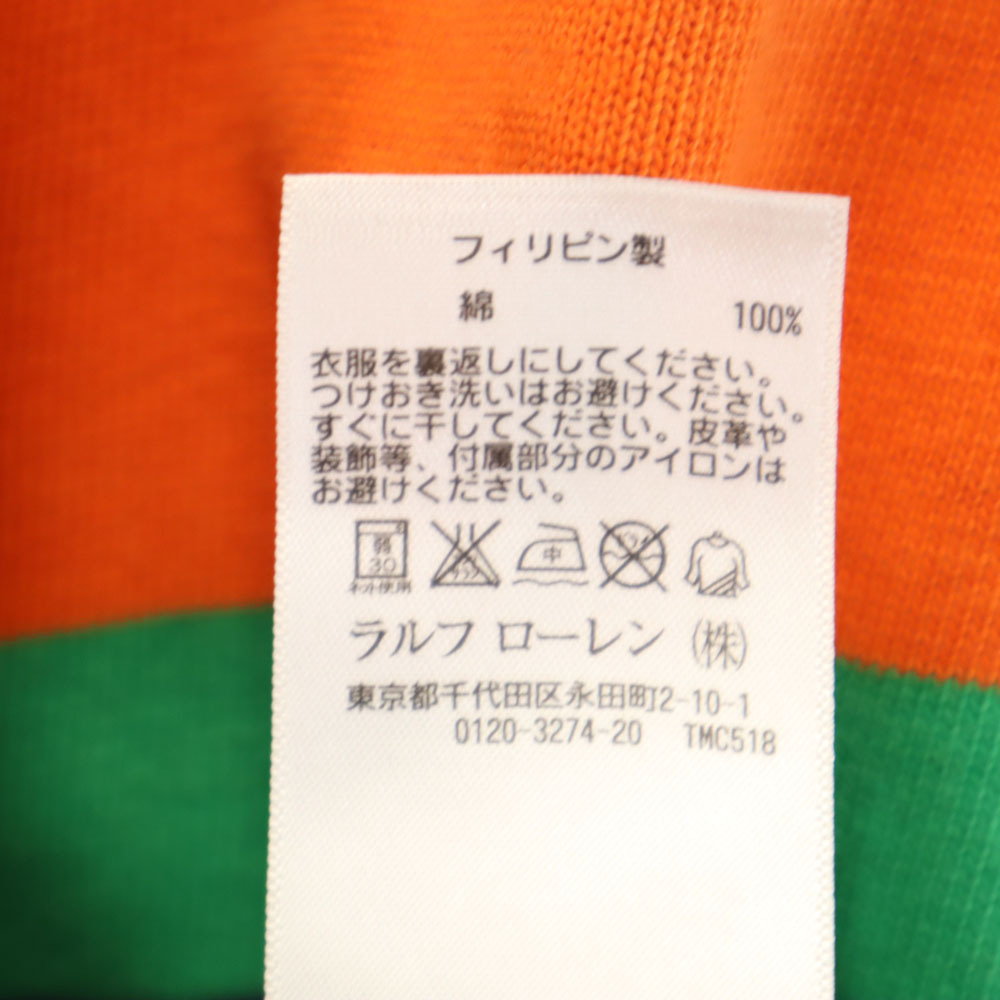 フィリピン製
綿 100%
衣服を裏返しにしてください。
つけおき洗いはお避けください。
すぐに干してください。皮革や
装飾等、付属部分のアイロンは
お避けください。
弱 中
30
ネット使用
ラルフ ローレン (株)
東京都千代田区永田町2-10-1
0120-3274-20 TMC518